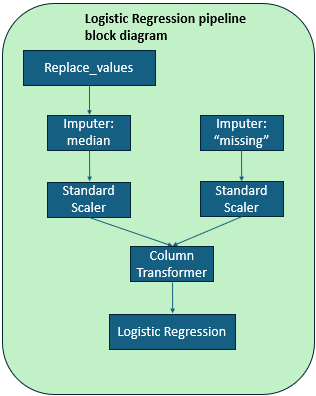 Logistic Regression pipeline
block diagram
Replace_values
Imputer:
median
Imputer:
“missing”
Standard
Scaler
Standard
Scaler
Column
Transformer
Logistic Regression